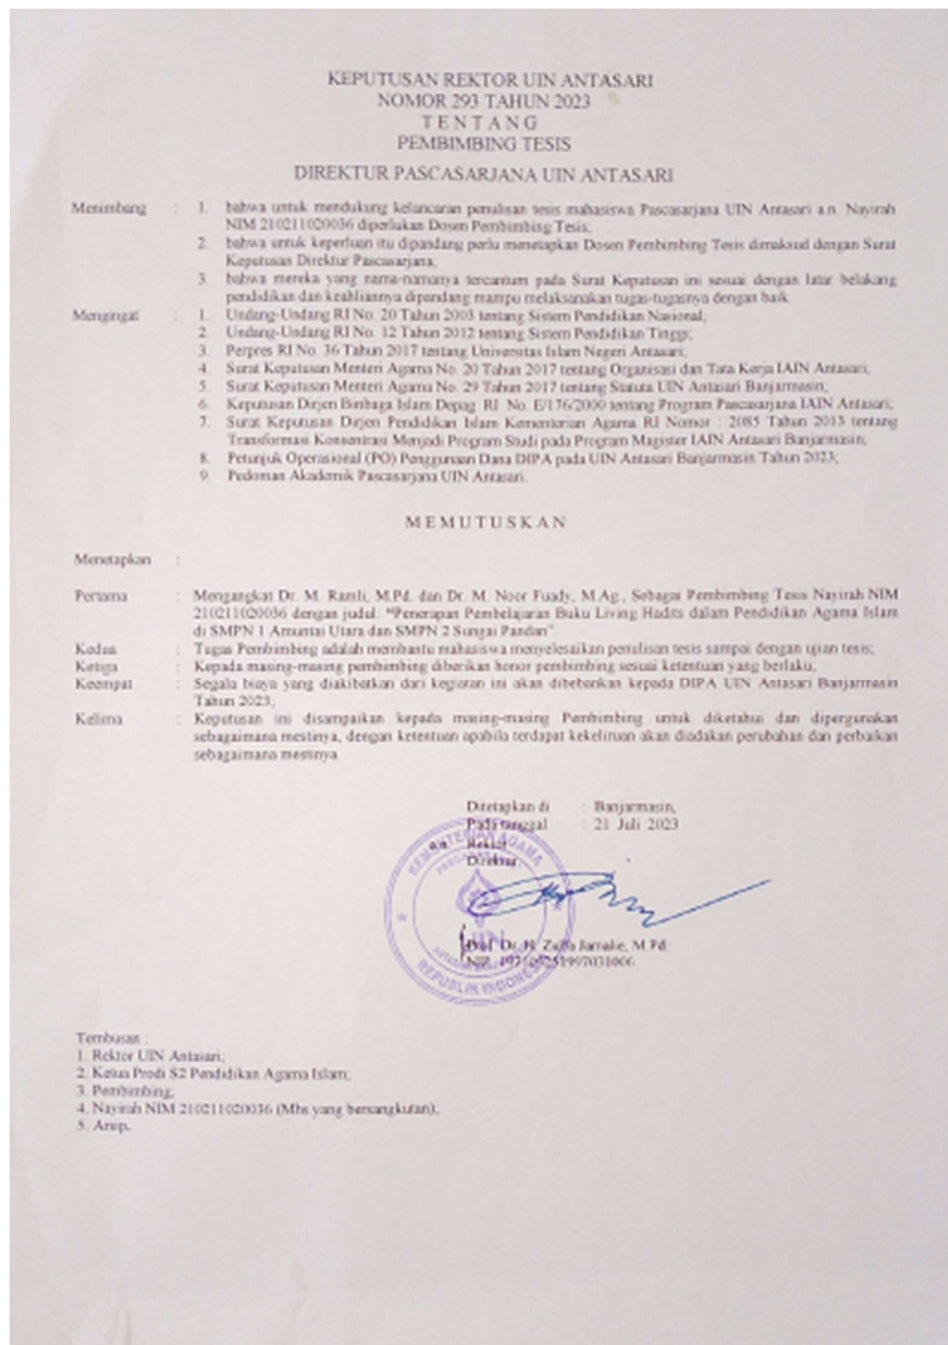 KEPUTUSAN REKTOR UIN ANTASARI
NOMOR 293 TAHUN 2023
T E N T A N G
PEMBIMBING TESIS
DIREKTUR PASCASARJANA UIN ANTASARI
Menimbang : 1. bahwa untuk mendukung kelancaran penulisan tesis mahasiswa Pascasarjana UIN Antasari a.n. Nayirah
NIM 210211020036 diperlukan Dosen Pembimbing Tesis;
2. bahwa untuk keperluan itu dipandang perlu menetapkan Dosen Pembimbing Tesis dimaksud dengan Surat
Keputusan Direktur Pascasarjana;
3. bahwa mereka yang nama-namanya tercantum pada Surat Keputusan ini sesuai dengan latar belakang
pendidikan dan keahliannya dipandang mampu melaksanakan tugas-tugasnya dengan baik
Mengingat : 1. Undang-Undang RI No. 20 Tahun 2003 tentang Sistem Pendidikan Nasional;
2. Undang-Undang RI No. 12 Tahun 2012 tentang Sistem Pendidikan Tinggi;
3. Perpres RI No. 36 Tahun 2017 tentang Universitas Islam Negeri Antasari;
4. Surat Keputusan Menteri Agama No. 20 Tahun 2017 tentang Organisasi dan Tata Kerja IAIN Antasari;
5. Surat Keputusan Menteri Agama No. 29 Tahun 2017 tentang Statuta UIN Antasari Banjarmasin;
6. Keputusan Dirjen Binbaga Islam Depag RI No. E/176/2000 tentang Program Pascasarjana IAIN Antasari;
7. Surat Keputusan Dirjen Pendidikan Islam Kementerian Agama RI Nomor : 2085 Tahun 2013 tentang
Transformasi Konsentrasi Menjadi Program Studi pada Program Magister IAIN Antasari Banjarmasin;
8. Petunjuk Operasional (PO) Penggunaan Dana DIPA pada UIN Antasari Banjarmasin Tahun 2023;
9. Pedoman Akademik Pascasarjana UIN Antasari.
M E M U T U S K A N
Menetapkan :
Pertama : Mengangkat Dr. M. Ramli, M.Pd. dan Dr. M. Noor Fuady, M.Ag., Sebagai Pembimbing Tesis Nayirah NIM
210211020036 dengan judul: "Penerapan Pembelajaran Buku Living Hadits dalam Pendidikan Agama Islam
di SMPN 1 Amuntai Utara dan SMPN 2 Sungai Pandan".
Kedua : Tugas Pembimbing adalah membantu mahasiswa menyelesaikan penulisan tesis sampai dengan ujian tesis;
Ketiga : Kepada masing-masing pembimbing diberikan honor pembimbing sesuai ketentuan yang berlaku;
Keempat : Segala biaya yang diakibatkan dari kegiatan ini akan dibebankan kepada DIPA UIN Antasari Banjarmasin
Tahun 2023;
Kelima : Keputusan ini disampaikan kepada masing-masing Pembimbing untuk diketahui dan dipergunakan
sebagaimana mestinya, dengan ketentuan apabila terdapat kekeliruan akan diadakan perubahan dan perbaikan
sebagaimana mestinya.
Ditetapkan di : Banjarmasin,
Pada tanggal : 21 Juli 2023
a.n. Rektor
Direktur
KEMENTERIAN AGAMA
REPUBLIK INDONESIA
UIN
Prof. Dr. H. Zulfa Jamalie, M.Pd.
NIP.
Tembusan :
1. Rektor UIN Antasari;
2. Ketua Prodi S2 Pendidikan Agama Islam;
3. Pembimbing;
4. Nayirah NIM 210211020036 (Mhs yang bersangkutan);
5. Arsip.